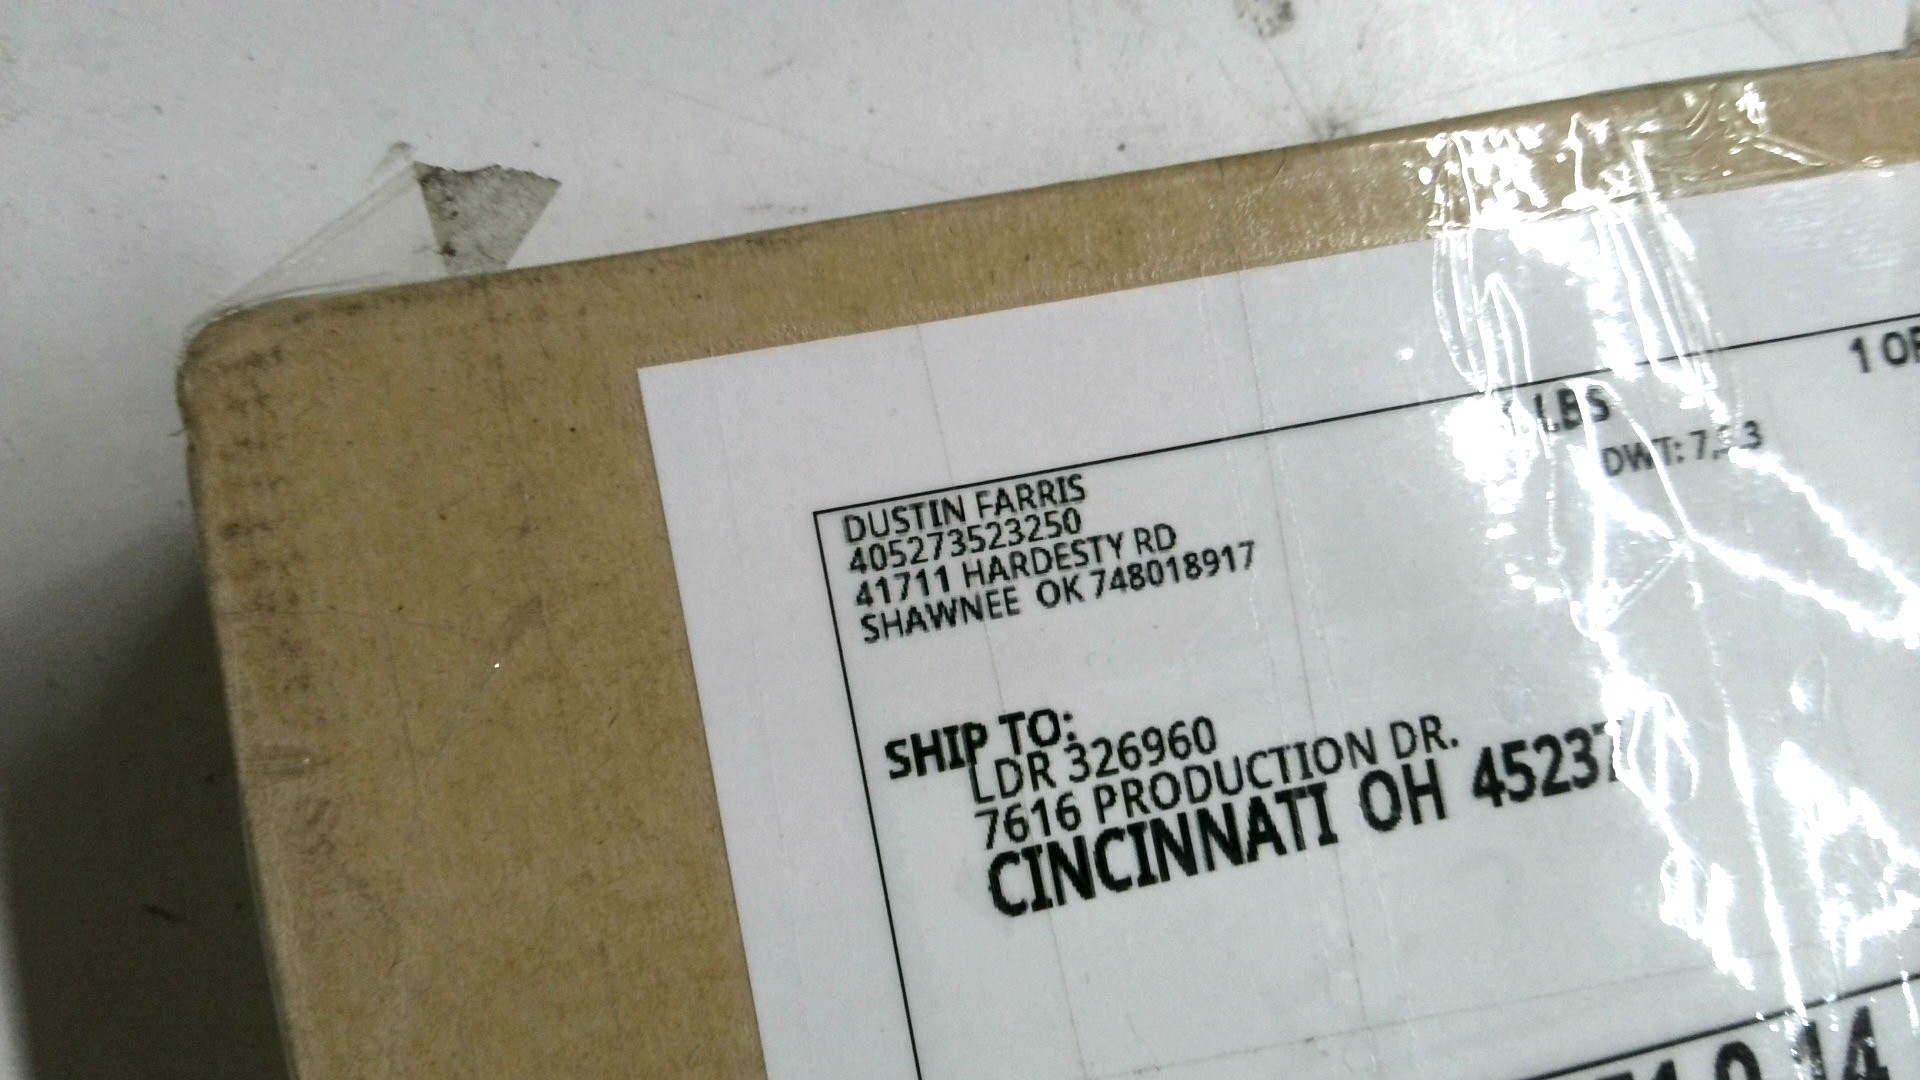 1 OF
LBS
DWT: 7,
DUSTIN FARRIS
405273523250
41711 HARDESTY RD
SHAWNEE OK 748018917
SHIP TO:
LDR 326960
7616 PRODUCTION DR.
CINCINNATI OH 45237